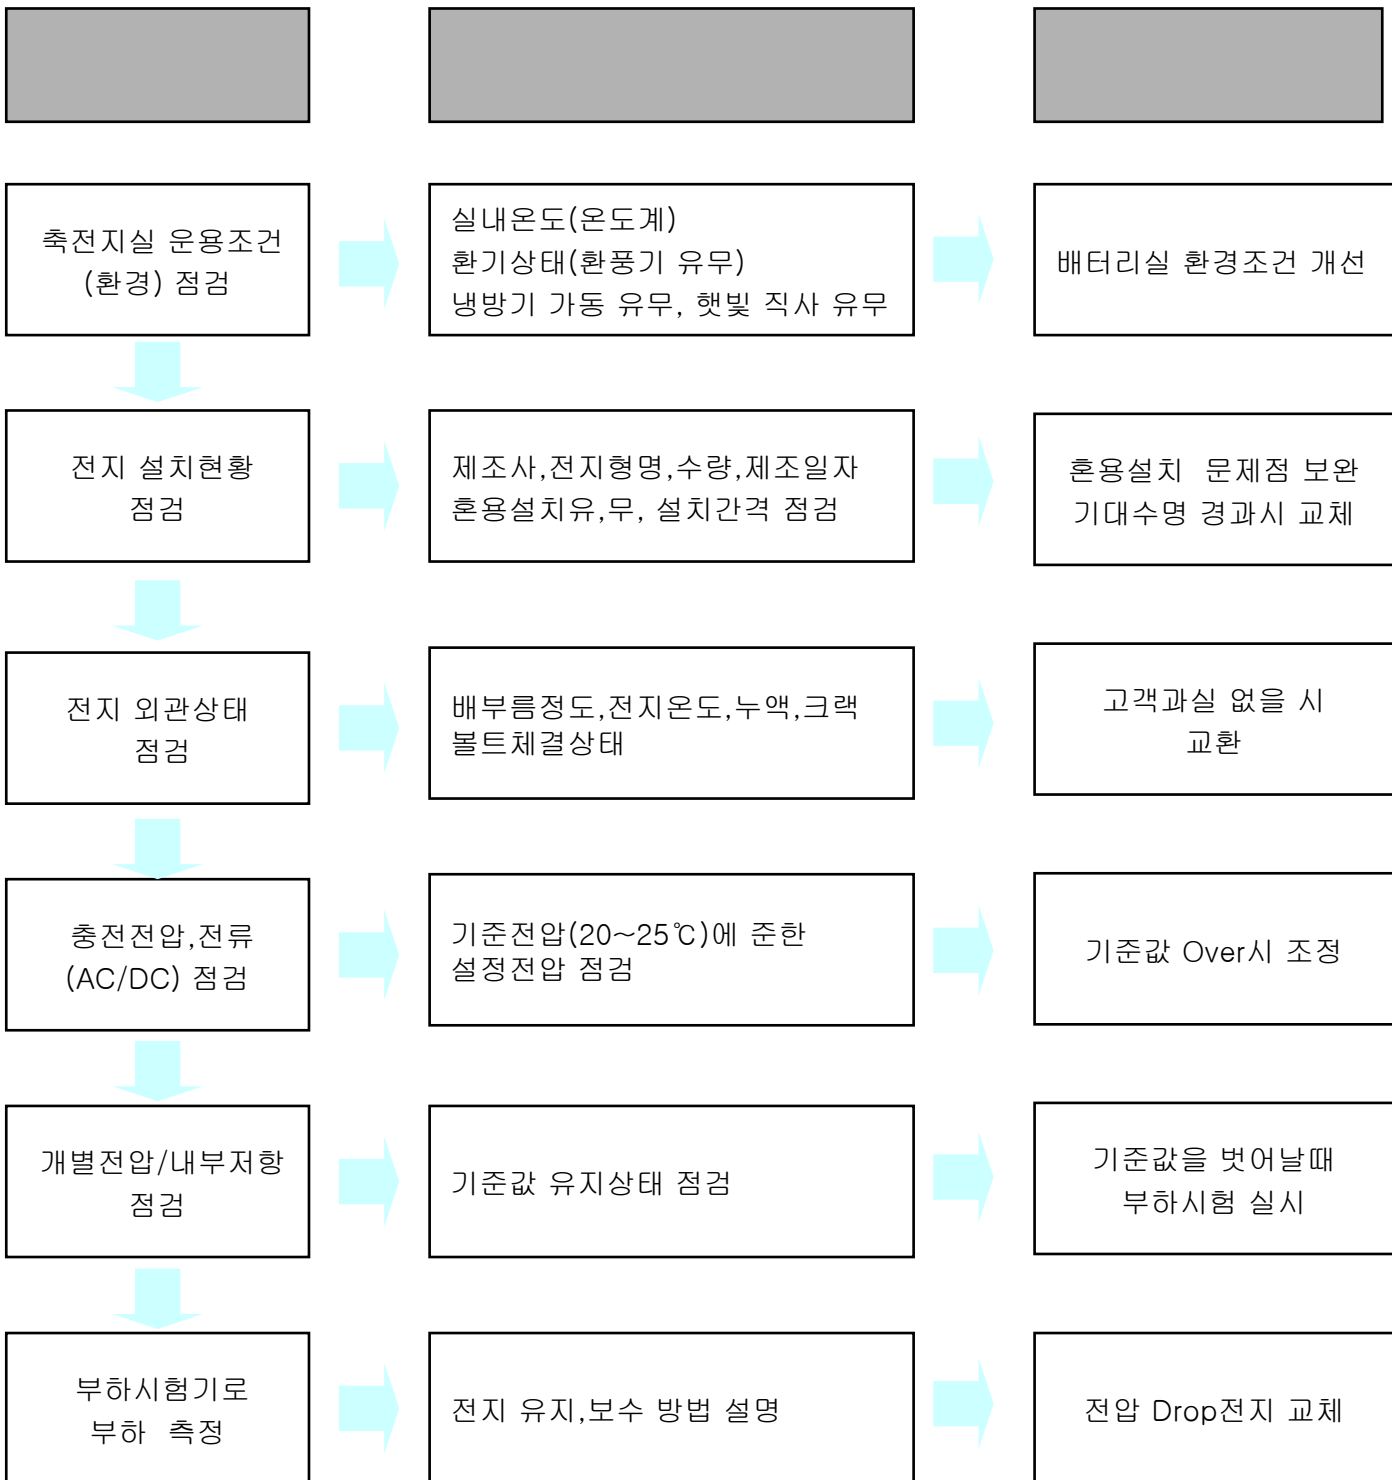 축전지실 운용조건
(환경) 점검
실내온도(온도계)
환기상태(환풍기 유무)
냉방기 가동 유무, 햇빛 직사 유무
배터리실 환경조건 개선
전지 설치현황
점검
제조사,전지형명,수량,제조일자
혼용설치유,무, 설치간격 점검
혼용설치 문제점 보완
기대수명 경과시 교체
전지 외관상태
점검
배부름정도,전지온도,누액,크랙
볼트체결상태
고객과실 없을 시
교환
충전전압,전류
(AC/DC) 점검
기준전압(20~25℃)에 준한
설정전압 점검
기준값 Over시 조정
개별전압/내부저항
점검
기준값 유지상태 점검
기준값을 벗어날때
부하시험 실시
부하시험기로
부하 측정
전지 유지,보수 방법 설명
전압 Drop전지 교체